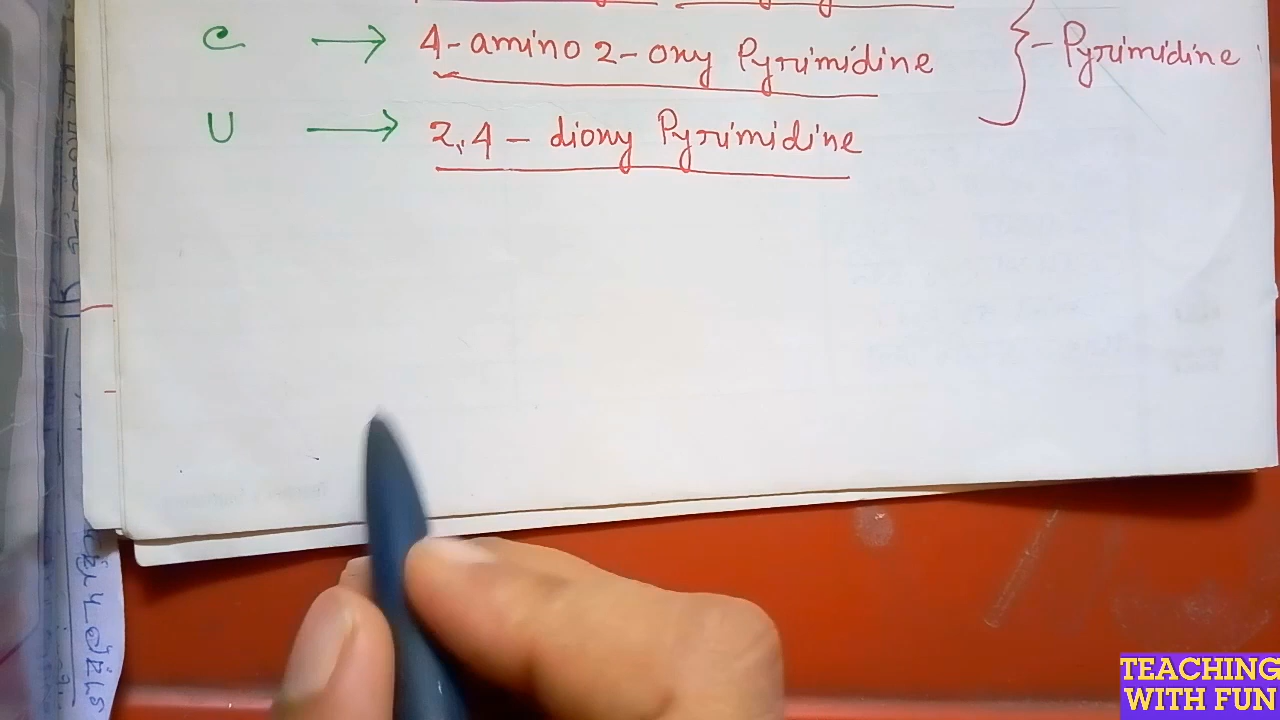 C → 4-amino 2-oxy Pyrimidine } - Pyrimidine
U → 2,4 - dioxy Pyrimidine
TEACHING
WITH FUN